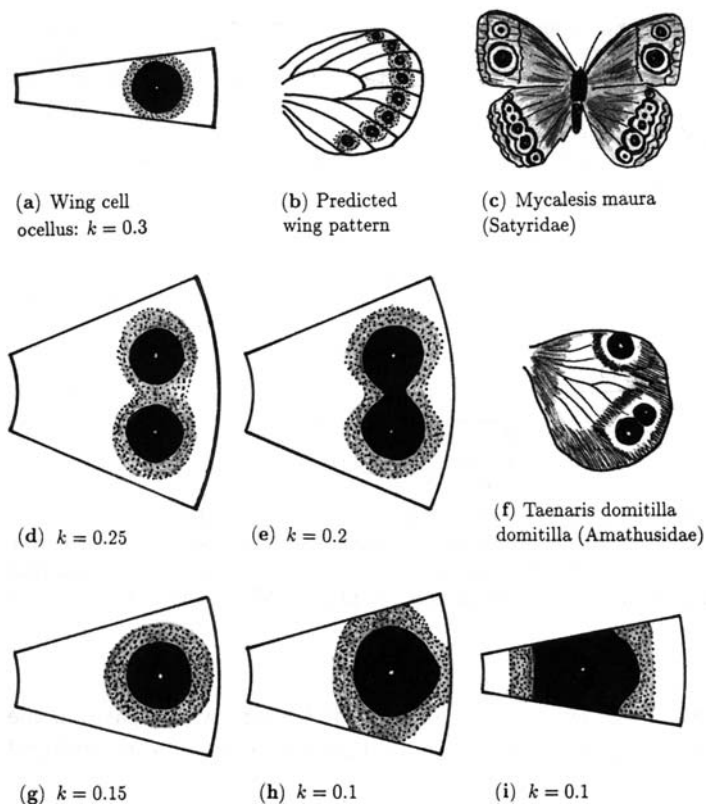 (a) Wing cell
ocellus: k = 0.3
(b) Predicted
wing pattern
(c) Mycalesis maura
(Satyridae)
(d) k = 0.25
(e) k = 0.2
(f) Taenaris domitilla
domitilla (Amathusidae)
(g) k = 0.15
(h) k = 0.1
(i) k = 0.1